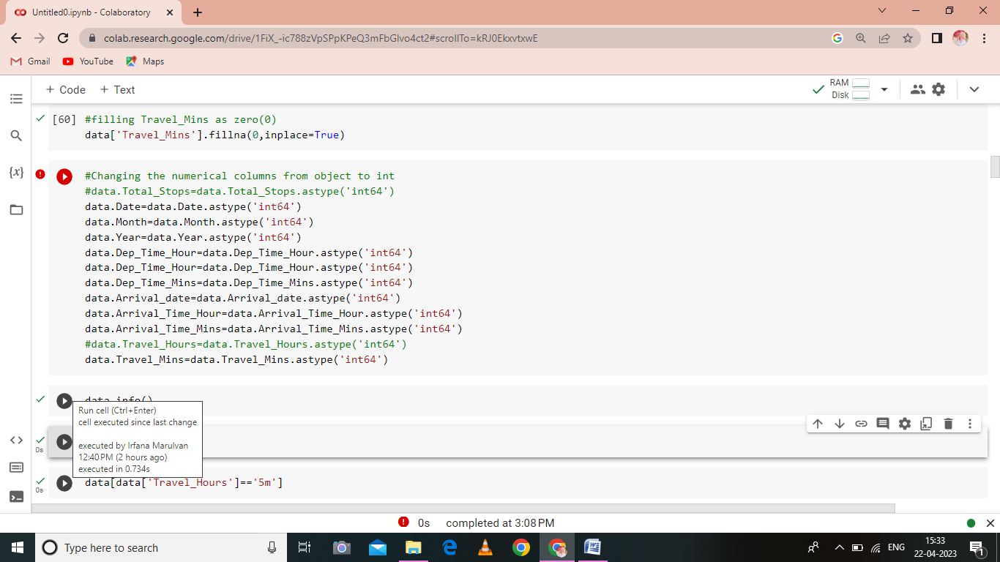 Untitled0.ipynb - Colaboratory
colab.research.google.com/drive/1FiX_-ic788zVpSPpKPeQ3mFbGlvo4ct2#scrollTo=kRJ0EkxvtxwE
Gmail YouTube Maps
+ Code + Text
RAM
Disk
[60] #filling Travel_Mins as zero(0)
data['Travel_Mins'].fillna(0,inplace=True)
{x}
#Changing the numerical columns from object to int
#data.Total_Stops=data.Total_Stops.astype('int64')
data.Date=data.Date.astype('int64')
data.Month=data.Month.astype('int64')
data.Year=data.Year.astype('int64')
data.Dep_Time_Hour=data.Dep_Time_Hour.astype('int64')
data.Dep_Time_Hour=data.Dep_Time_Hour.astype('int64')
data.Dep_Time_Mins=data.Dep_Time_Mins.astype('int64')
data.Arrival_date=data.Arrival_date.astype('int64')
data.Arrival_Time_Hour=data.Arrival_Time_Hour.astype('int64')
data.Arrival_Time_Mins=data.Arrival_Time_Mins.astype('int64')
#data.Travel_Hours=data.Travel_Hours.astype('int64')
data.Travel_Mins=data.Travel_Mins.astype('int64')
data.info()
Run cell (Ctrl+Enter)
cell executed since last change
executed by Irfana Marulvan
12:40 PM (2 hours ago)
executed in 0.734s
0s
data[data['Travel_Hours']=='5m']
0s
0s completed at 3:08 PM
Type here to search
ENG
15:33
22-04-2023
1